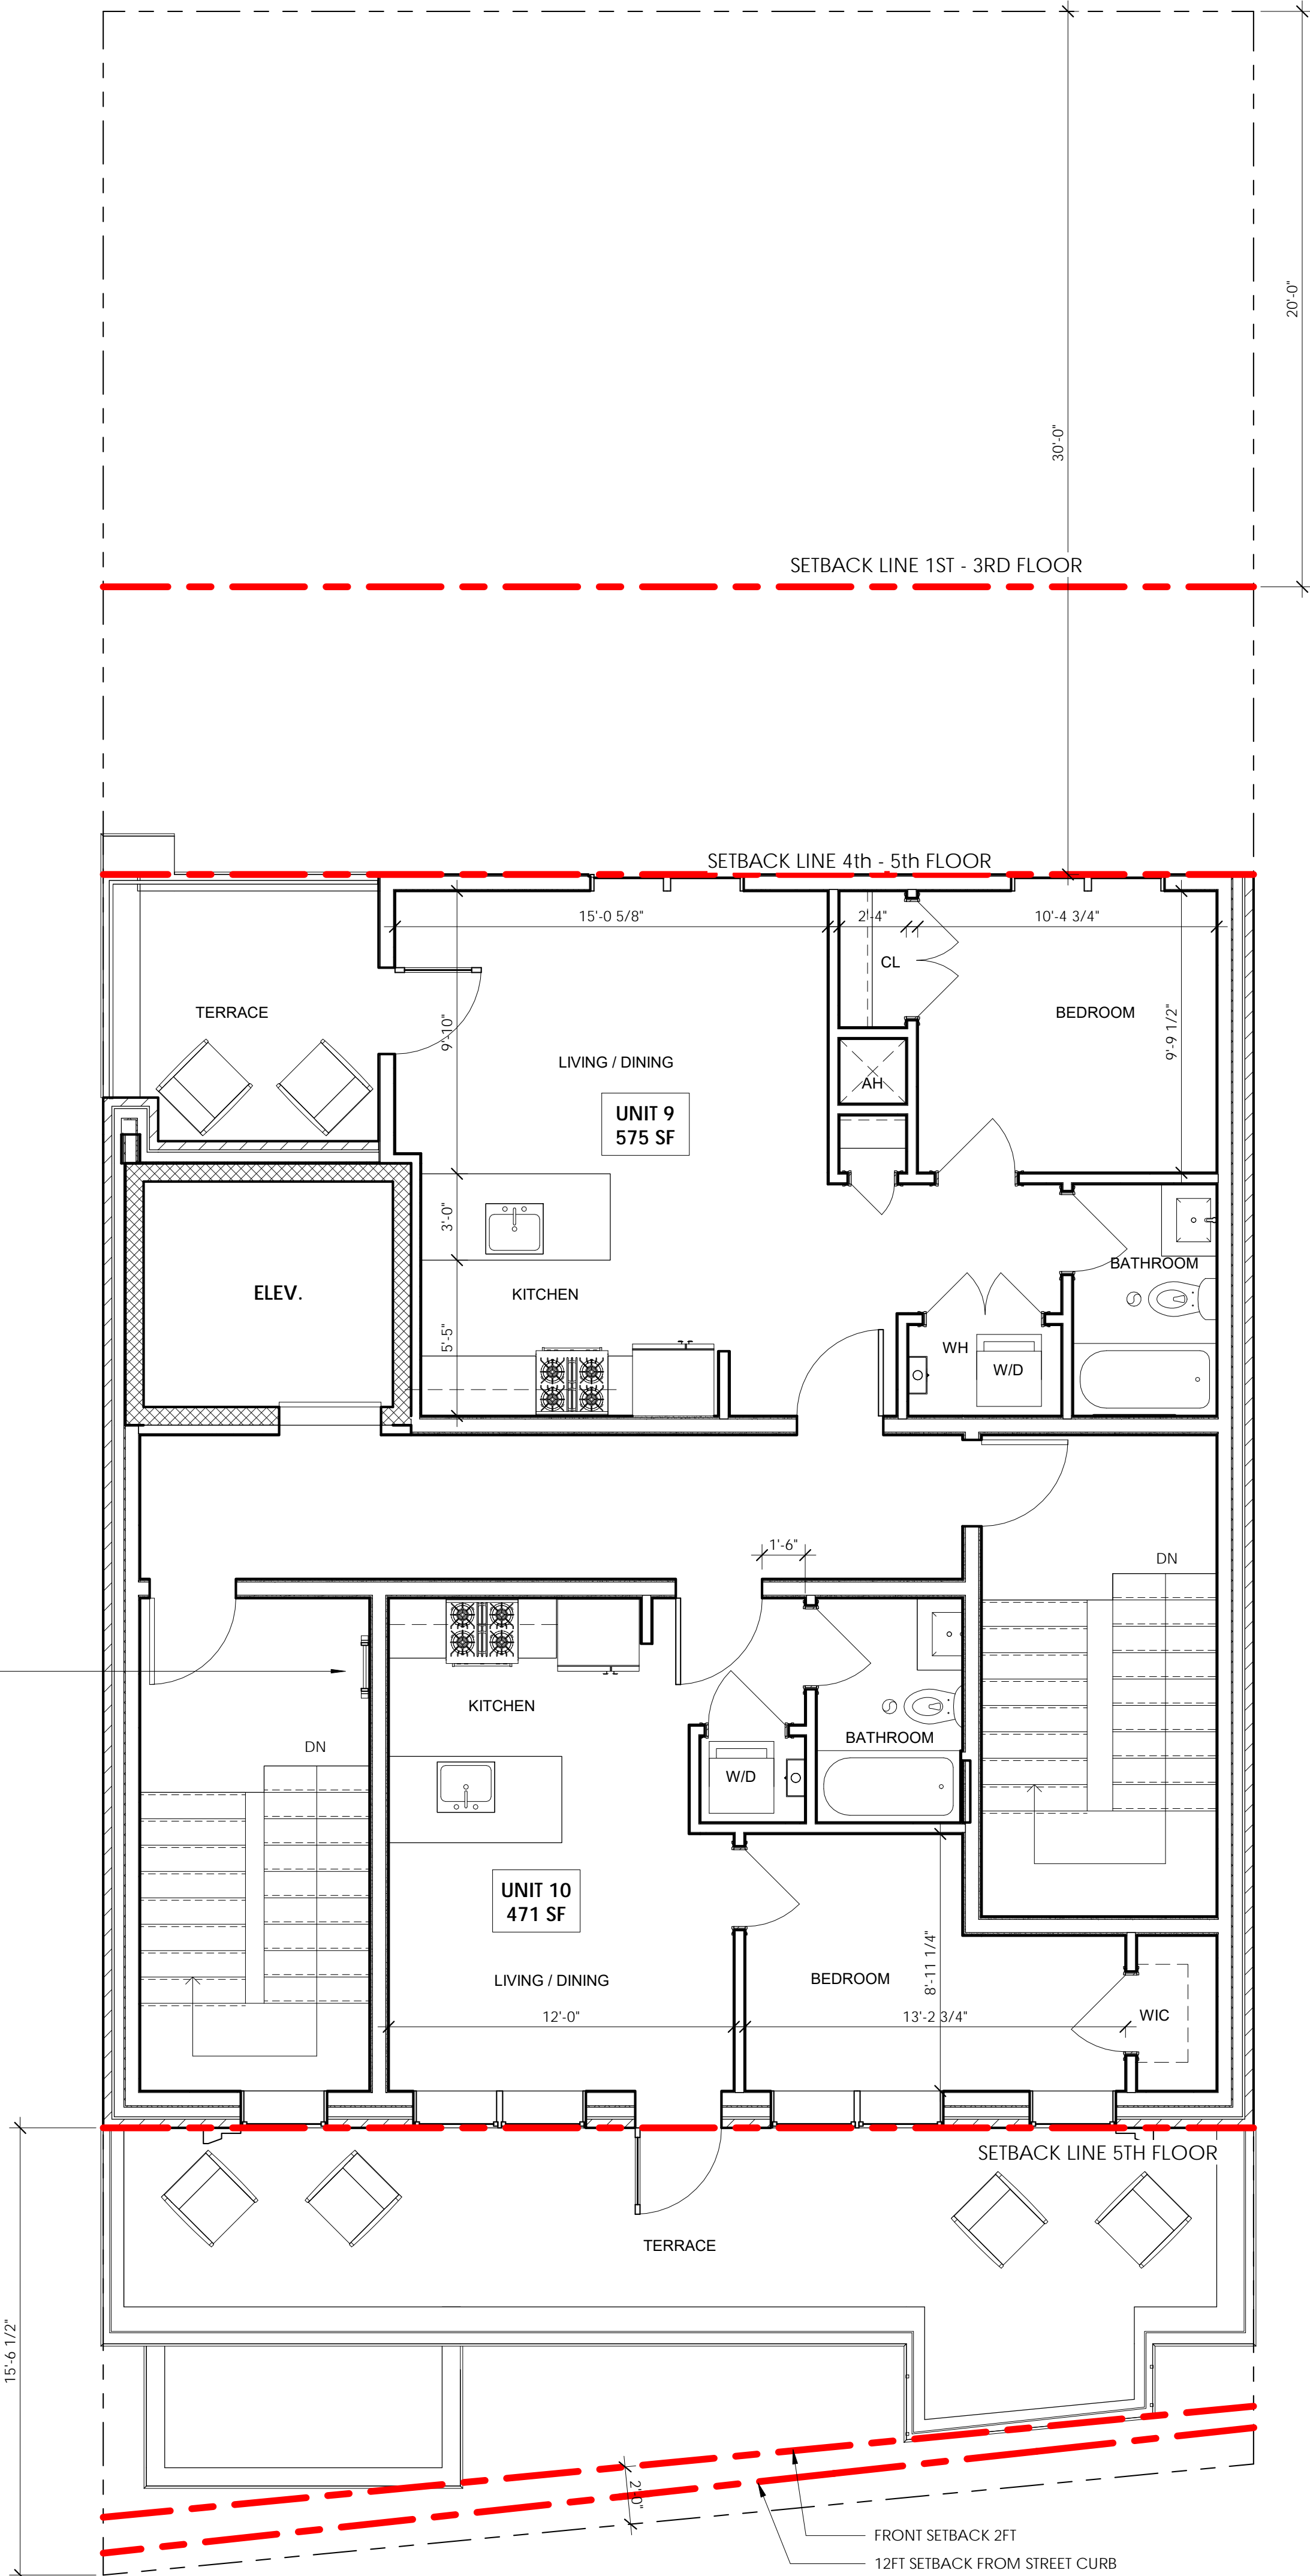 20'-0"
30'-0"
SETBACK LINE 1ST - 3RD FLOOR
SETBACK LINE 4th - 5th FLOOR
15'-0 5/8"
2'-4"
10'-4 3/4"
CL
TERRACE
BEDROOM
9'-10"
9'-9 1/2"
LIVING / DINING
AH
UNIT 9
575 SF
3'-0"
BATHROOM
ELEV.
KITCHEN
5'-5"
WH
W/D
1'-6"
DN
KITCHEN
BATHROOM
DN
W/D
UNIT 10
471 SF
8'-11 1/4"
LIVING / DINING
BEDROOM
12'-0"
13'-2 3/4"
WIC
SETBACK LINE 5TH FLOOR
TERRACE
15'-6 1/2"
2'-0"
FRONT SETBACK 2FT
12FT SETBACK FROM STREET CURB